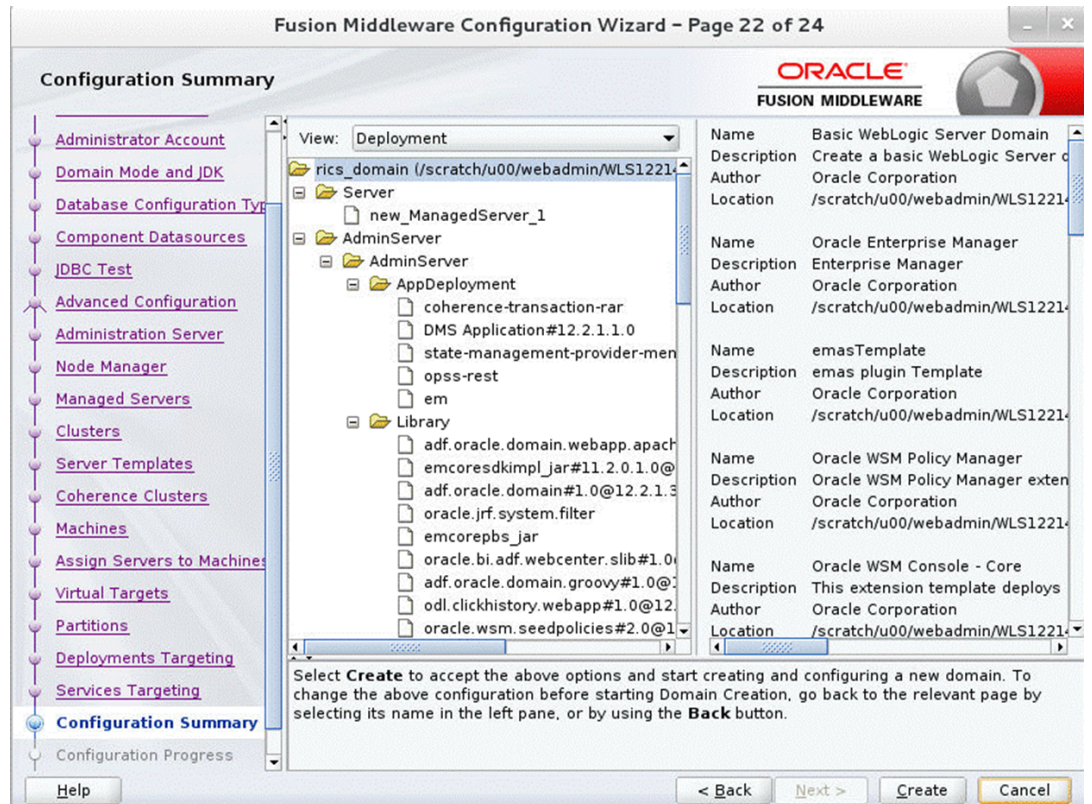 Fusion Middleware Configuration Wizard – Page 22 of 24
Configuration Summary
ORACLE
FUSION MIDDLEWARE
Administrator Account
Domain Mode and JDK
Database Configuration Typ
Component Datasources
JDBC Test
Advanced Configuration
Administration Server
Node Manager
Managed Servers
Clusters
Server Templates
Coherence Clusters
Machines
Assign Servers to Machines
Virtual Targets
Partitions
Deployments Targeting
Services Targeting
Configuration Summary
Configuration Progress
View: Deployment
rics_domain (/scratch/u00/webadmin/WLS12214
Server
new_ManagedServer_1
AdminServer
AdminServer
AppDeployment
coherence-transaction-rar
DMS Application#12.2.1.1.0
state-management-provider-mem
opss-rest
em
Library
adf.oracle.domain.webapp.apach
emcoresdkimpl_jar#11.2.0.1.0@
adf.oracle.domain#1.0@12.2.1.3
oracle.jrf.system.filter
emcorepbs_jar
oracle.bi.adf.webcenter.slib#1.0
adf.oracle.domain.groovy#1.0@
odl.clickhistory.webapp#1.0@12.
oracle.wsm.seedpolicies#2.0@1
Name Basic WebLogic Server Domain
Description Create a basic WebLogic Server d
Author Oracle Corporation
Location /scratch/u00/webadmin/WLS12214
Name Oracle Enterprise Manager
Description Enterprise Manager
Author Oracle Corporation
Location /scratch/u00/webadmin/WLS12214
Name emasTemplate
Description emas plugin Template
Author Oracle Corporation
Location /scratch/u00/webadmin/WLS12214
Name Oracle WSM Policy Manager
Description Oracle WSM Policy Manager exten
Author Oracle Corporation
Location /scratch/u00/webadmin/WLS12214
Name Oracle WSM Console - Core
Description This extension template deploys
Author Oracle Corporation
Location /scratch/u00/webadmin/WLS12214
Select Create to accept the above options and start creating and configuring a new domain. To
change the above configuration before starting Domain Creation, go back to the relevant page by
selecting its name in the left pane, or by using the Back button.
Help
< Back
Next >
Create
Cancel